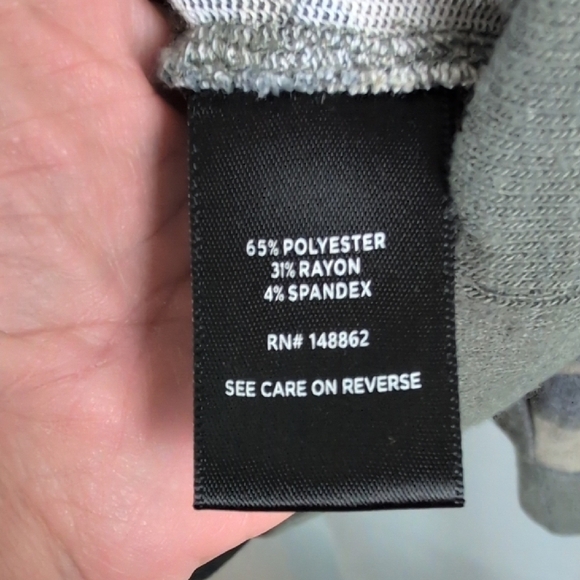 65% POLYESTER
31% RAYON
4% SPANDEX
RN# 148862
SEE CARE ON REVERSE